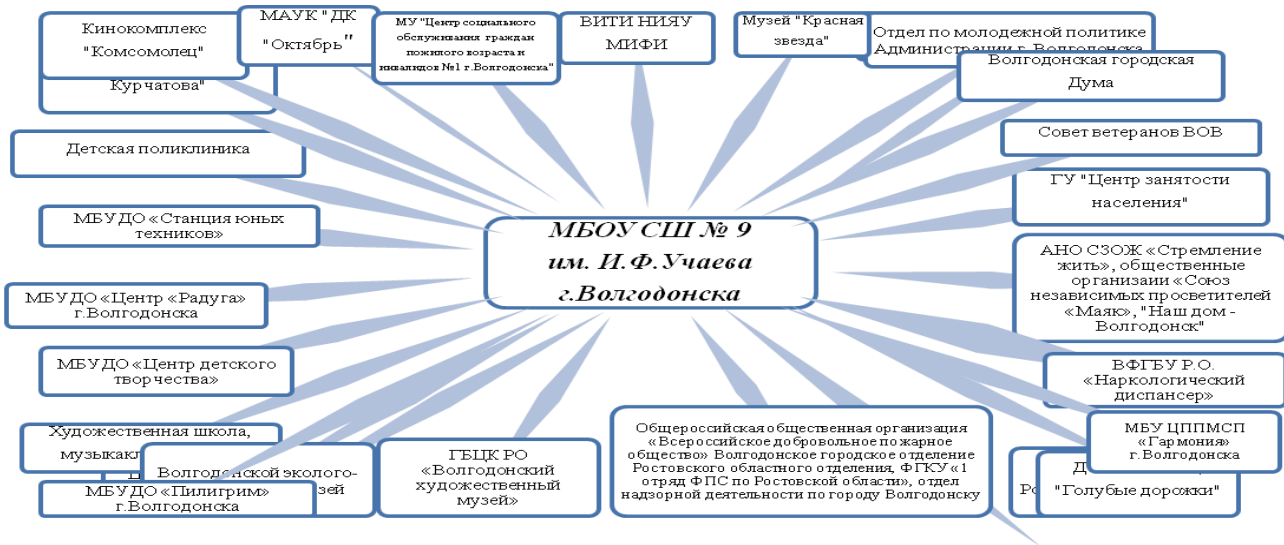 Кинокомплекс
"Комсомолец"
Курчатова"
МАУК "ДК
"Октябрь"
МУ "Центр социального
обслуживания граждан
пожилого возраста и
инвалидов №1 г.Волгодонска"
ВИТИ НИЯУ
МИФИ
Музей "Красная
звезда"
Отдел по молодежной политике
Администрации г. Волгодонска
Волгодонская городская
Дума
Детская поликлиника
Совет ветеранов ВОВ
ГУ "Центр занятости
населения"
МБУДО «Станция юных
техников»
МБОУ СШ № 9
им. И.Ф.Учаева
г.Волгодонска
АНО СЗОЖ «Стремление
жить», общественные
организаии «Союз
независимых просветителей
«Маяк», "Наш дом -
Волгодонск"
МБУДО «Центр «Радуга»
г.Волгодонска
МБУДО «Центр детского
творчества»
ВФГБУ Р.О.
«Наркологический
диспансер»
Художественная школа,
Волгодонской эколого-
МБУДО «Пилигрим»
г.Волгодонска
ГБЦК РО
«Волгодонский
художественный
музей»
Общероссийская общественная организация
«Всероссийское добровольное пожарное
общество» Волгодонское городское отделение
Ростовского областного отделения, ФГКУ «1
отряд ФПС по Ростовской области», отдел
надзорной деятельности по городу Волгодонску
МБУ ЦППМСП
«Гармония»
г.Волгодонска
"Голубые дорожки"